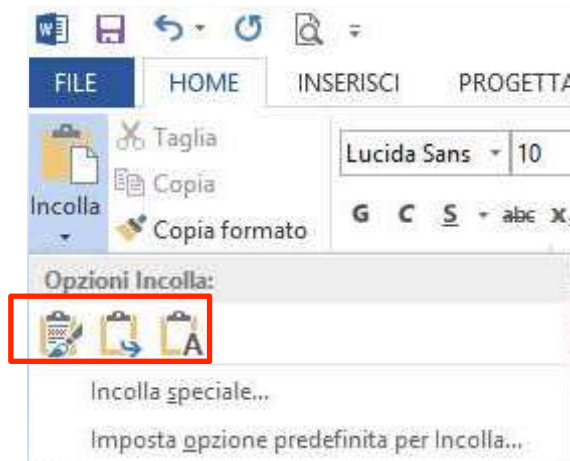 FILE HOME INSERISCI PROGETTA
Taglia
Lucida Sans 10
Copia
Incolla
G C S abc X
Copia formato
Opzioni Incolla:
A
Incolla speciale...
Imposta opzione predefinita per Incolla...